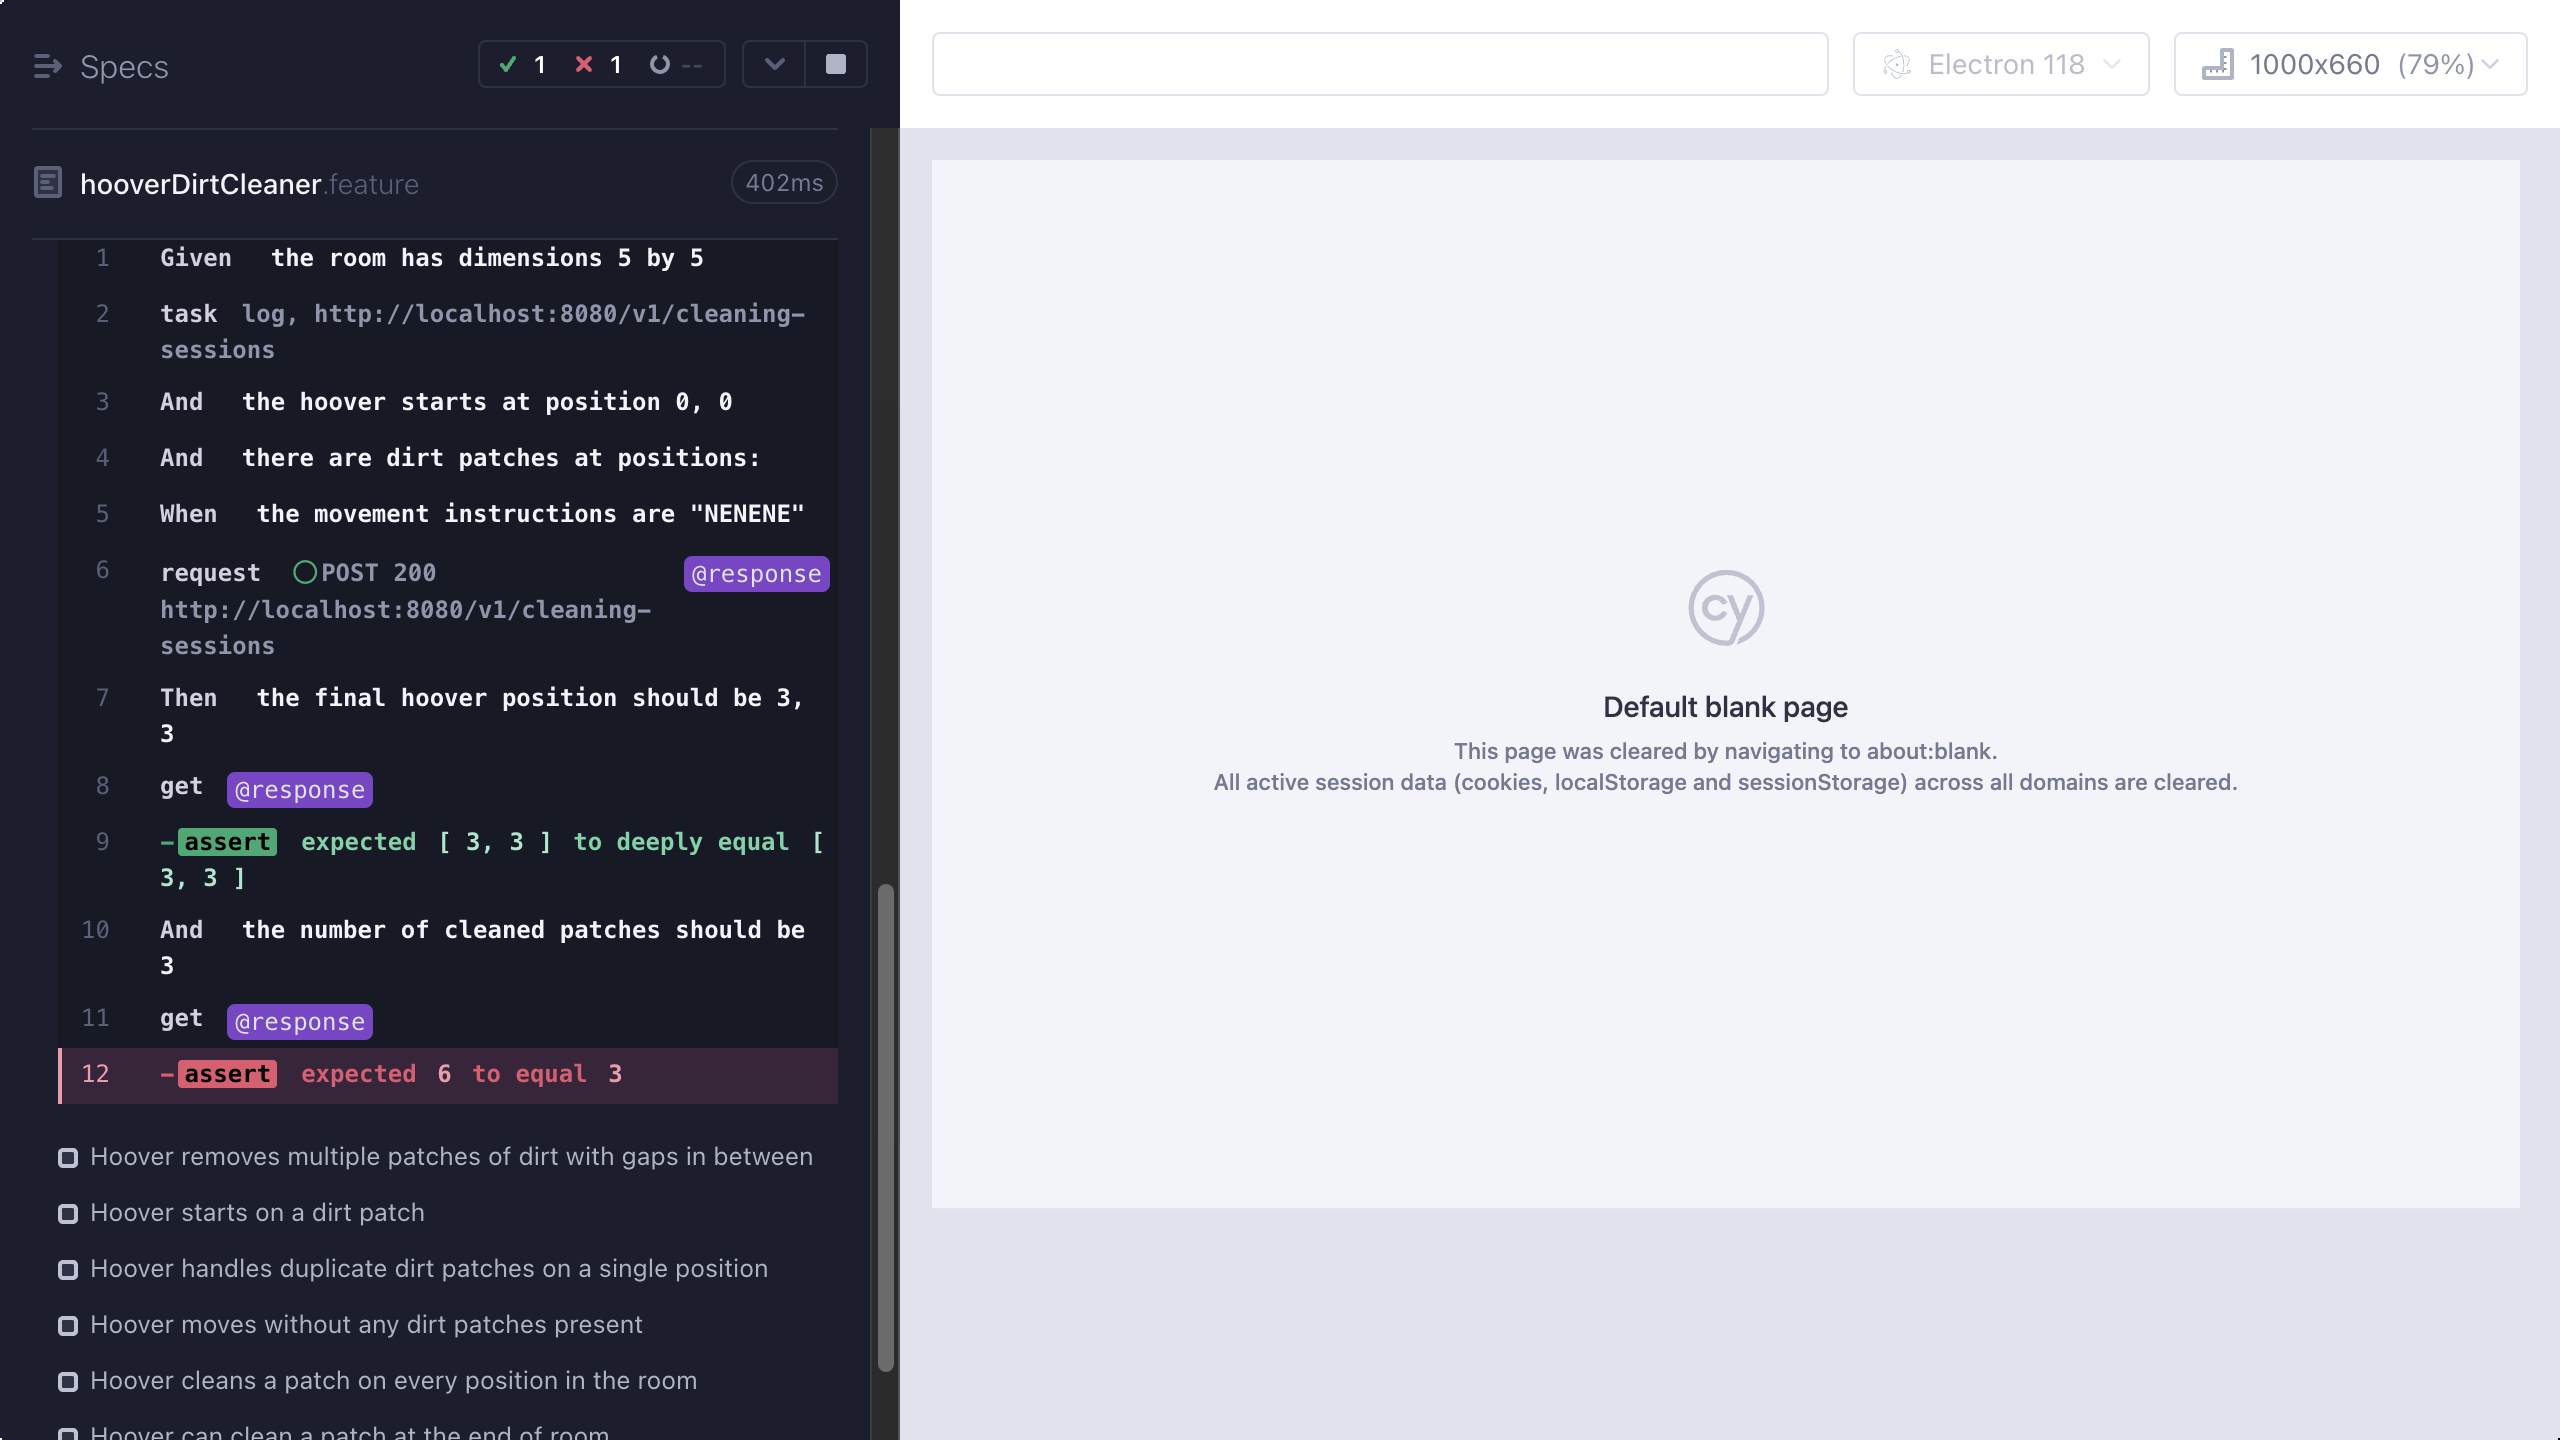 Specs
1 1 --
hooverDirtCleaner.feature 402ms
1 Given the room has dimensions 5 by 5
2 task log, http://localhost:8080/v1/cleaning-
sessions
3 And the hoover starts at position 0, 0
4 And there are dirt patches at positions:
5 When the movement instructions are "NENENE"
6 request POST 200 @response
http://localhost:8080/v1/cleaning-
sessions
7 Then the final hoover position should be 3,
3
8 get @response
9 -assert expected [ 3, 3 ] to deeply equal [
3, 3 ]
10 And the number of cleaned patches should be
3
11 get @response
12 -assert expected 6 to equal 3
Hoover removes multiple patches of dirt with gaps in between
Hoover starts on a dirt patch
Hoover handles duplicate dirt patches on a single position
Hoover moves without any dirt patches present
Hoover cleans a patch on every position in the room
Hoover can clean a patch at the end of room
Electron 118
1000x660 (79%)
cy
Default blank page
This page was cleared by navigating to about:blank.
All active session data (cookies, localStorage and sessionStorage) across all domains are cleared.